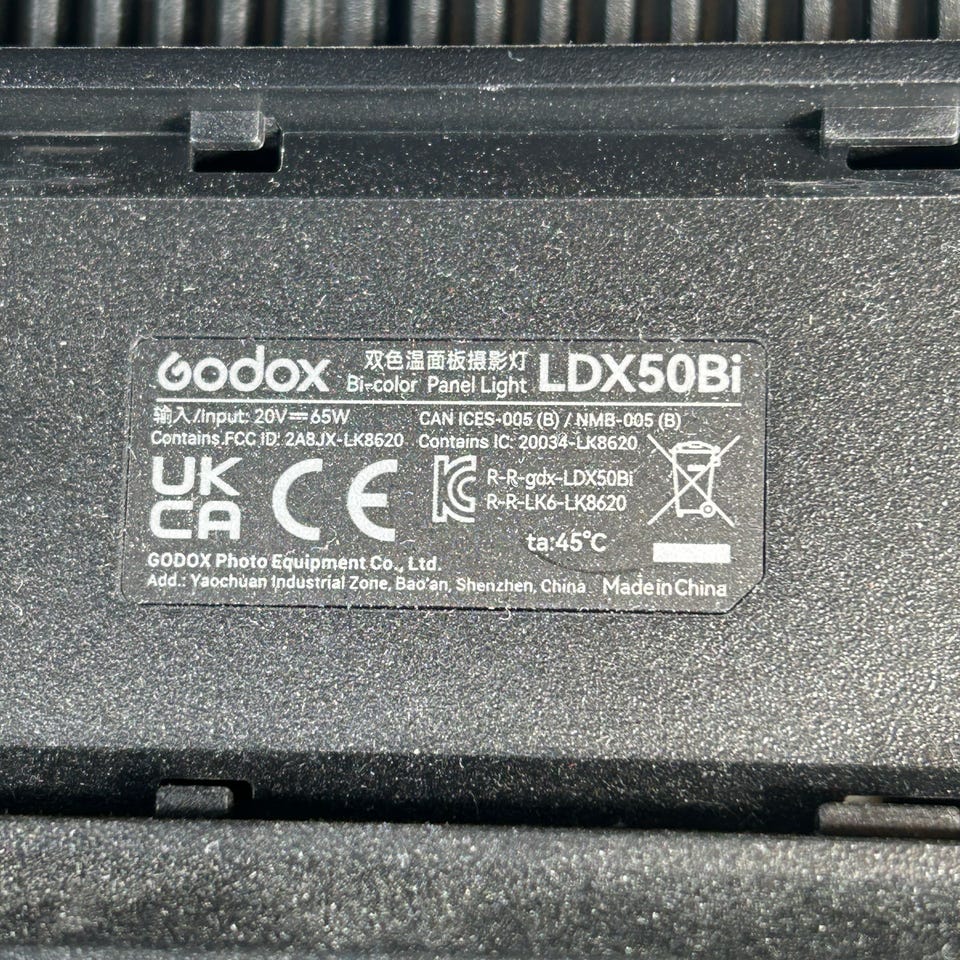 Godox 双色温面板摄影灯 LDX50Bi
Bi-color Panel Light
输入/Input: 20V⎓65W CAN ICES-005 (B) / NMB-005 (B)
Contains FCC ID: 2A8JX-LK8620 Contains IC: 20034-LK8620
UK CA CE KC R-R-gdx-LDX50Bi
R-R-LK6-LK8620
ta:45°C
GODOX Photo Equipment Co., Ltd.
Add.: Yaochuan Industrial Zone, Bao'an, Shenzhen, China Made in China